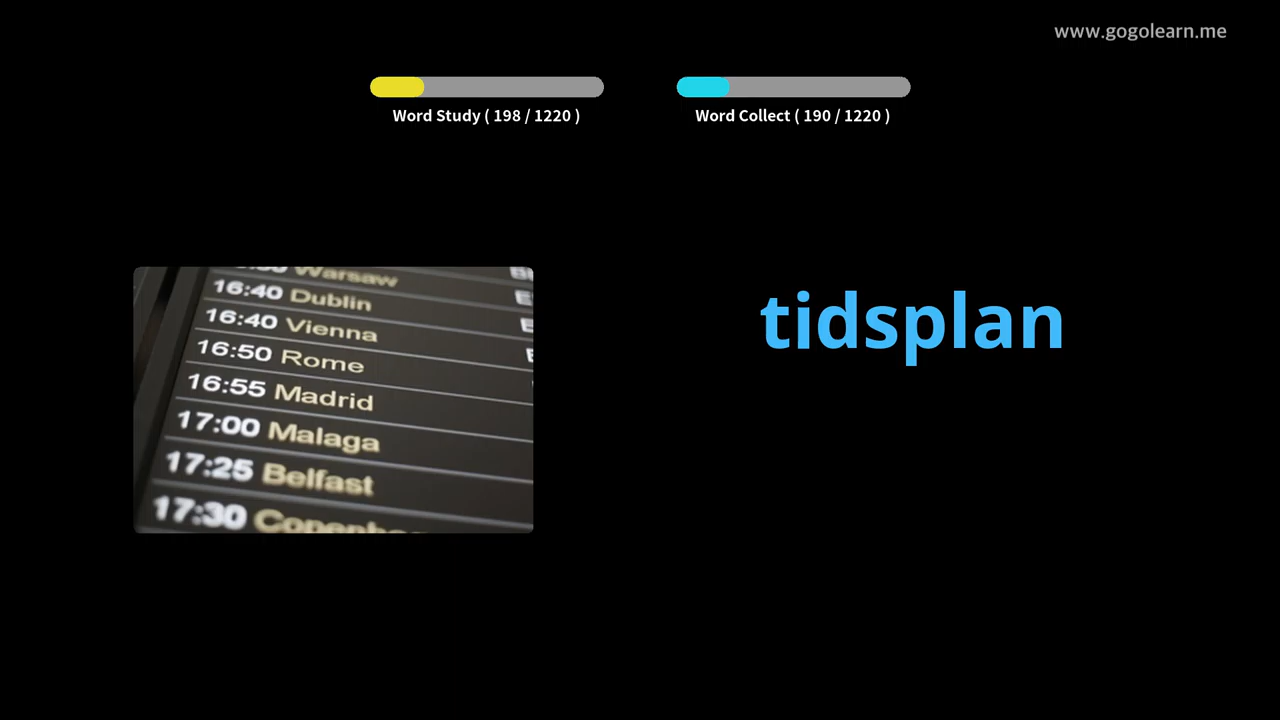 www.gogolearn.me
Word Study ( 198 / 1220 )
Word Collect ( 190 / 1220 )
tidsplan
Warsaw
16:40 Dublin
16:40 Vienna
16:50 Rome
16:55 Madrid
17:00 Malaga
17:25 Belfast
17:30